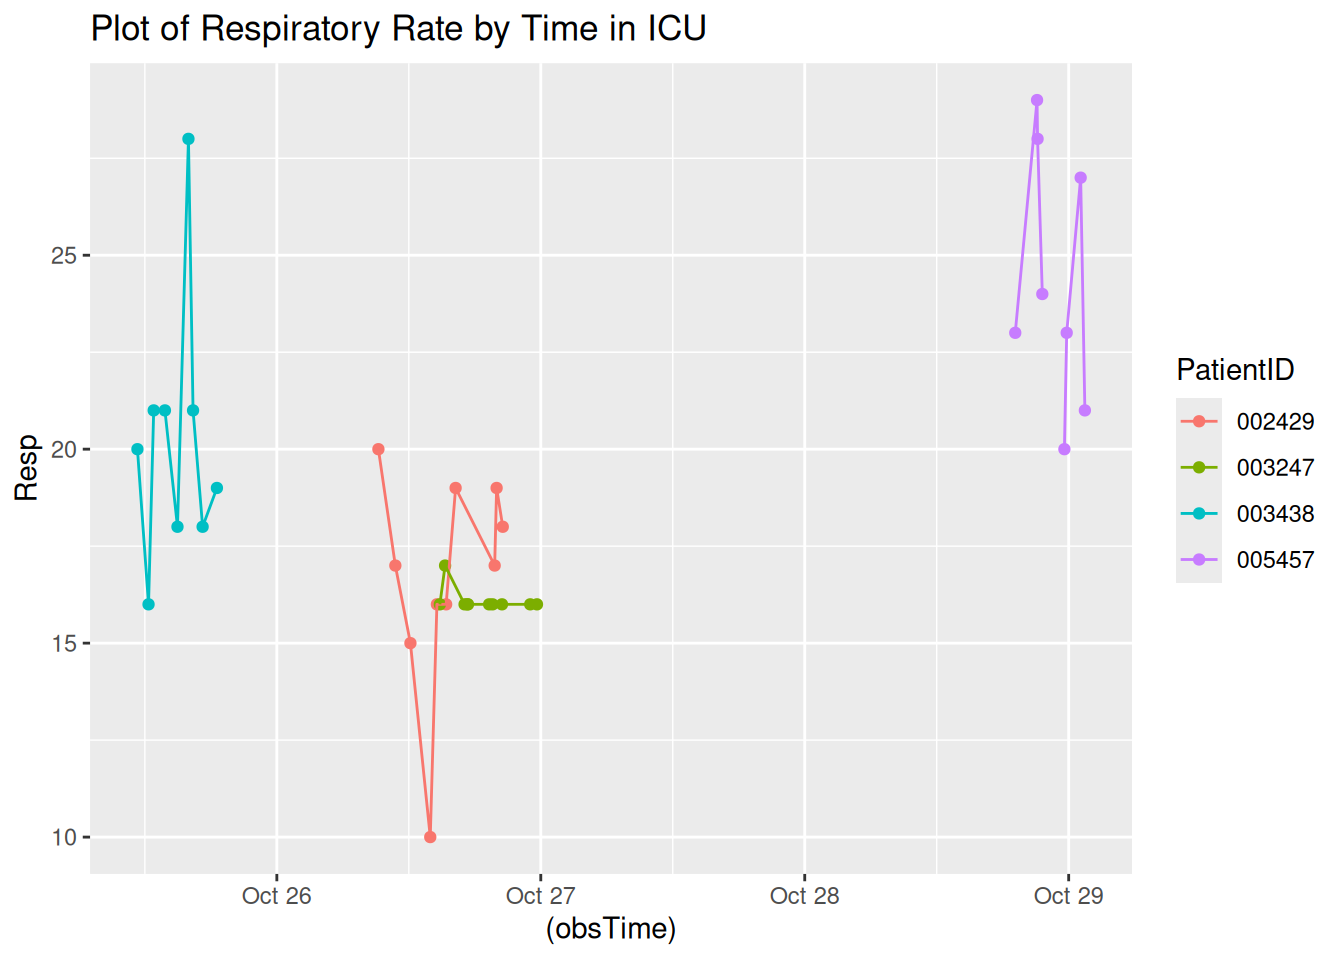 Plot of Respiratory Rate by Time in ICU
25
20
15
10
Resp
Oct 26 Oct 27 Oct 28 Oct 29
(obsTime)
PatientID
002429
003247
003438
005457